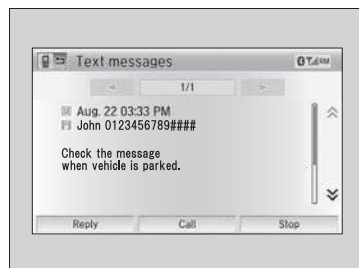 Text messages
1/1
Aug. 22 03:33 PM
John 0123456789####
Check the message
when vehicle is parked.
Reply Call Stop